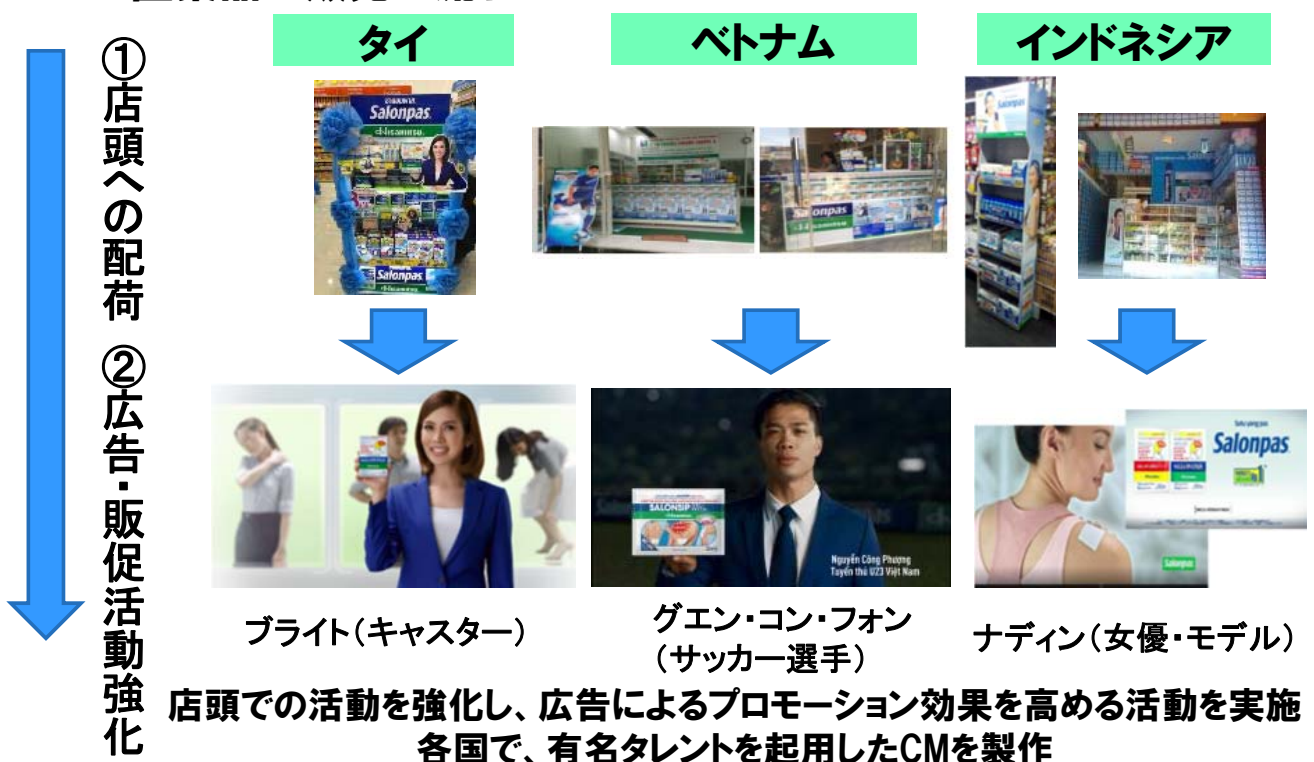 タイ
ベトナム
インドネシア
①店頭への配荷
②広告・販促活動強化
Salonpas
Hisamitsu
Salonpas
Salonpas
SALONSIP
Nguyễn Công Phượng
Tuyển thủ U23 Việt Nam
Salonpas
Salonpas
ブライト(キャスター)
グエン・コン・フォン
(サッカー選手)
ナディン(女優・モデル)
店頭での活動を強化し、広告によるプロモーション効果を高める活動を実施
各国で、有名タレントを起用したCMを製作